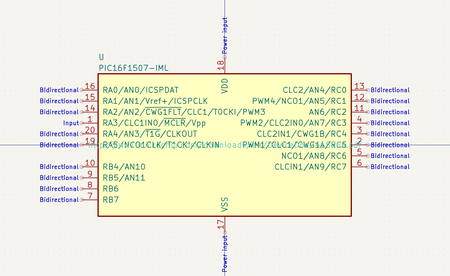 Power input
18
VDD
U
PIC16F1507-IML
Bidirectional 16 RA0/AN0/ICSPDAT CLC2/AN4/RC0 13 Bidirectional
Bidirectional 15 RA1/AN1/Vref+/ICSPCLK PWM4/NCO1/AN5/RC1 12 Bidirectional
Bidirectional 14 RA2/AN2/CWG1FLT/CLC1/T0CKI/PWM3 AN6/RC2 11 Bidirectional
Input 1 RA3/CLC1IN0/MCLR/Vpp PWM2/CLC2IN0/AN7/RC3 4 Bidirectional
Bidirectional 20 RA4/AN3/T1G/CLKOUT CLC2IN1/CWG1B/RC4 3 Bidirectional
Bidirectional 19 RA5/NCO1CLK/T1CKI/CLKIN PWM1/CLC1/CWG1A/RC5 2 Bidirectional
NCO1/AN8/RC6 5 Bidirectional
Bidirectional 10 RB4/AN10 CLCIN1/AN9/RC7 6 Bidirectional
Bidirectional 9 RB5/AN11
Bidirectional 8 RB6
Bidirectional 7 RB7
VSS
17
Power input